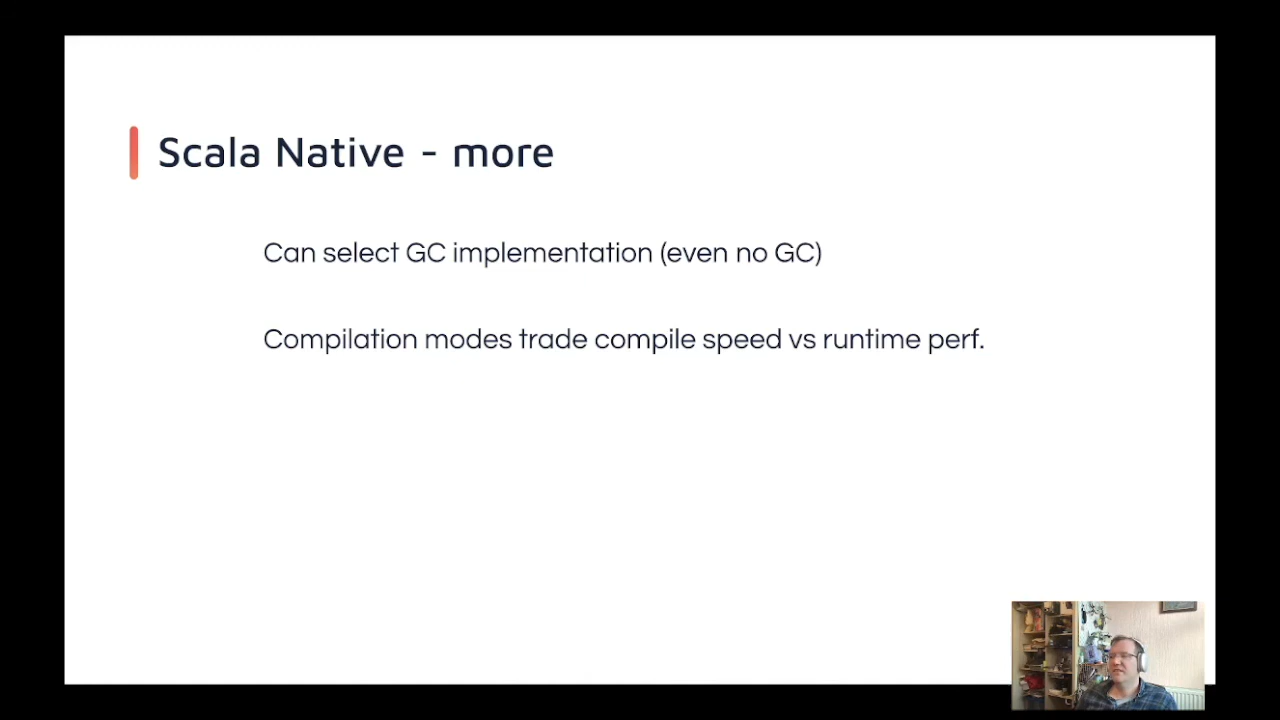 Scala Native - more
Can select GC implementation (even no GC)
Compilation modes trade compile speed vs runtime perf.